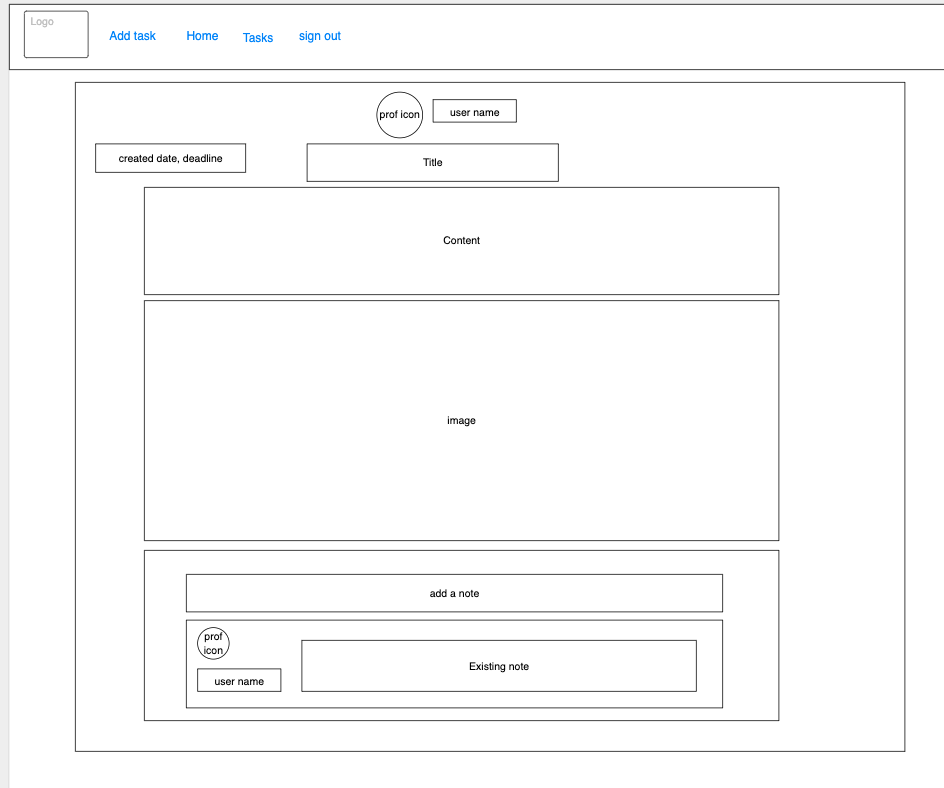 Logo
Add task
Home
Tasks
sign out
prof icon
user name
created date, deadline
Title
Content
image
add a note
prof
icon
user name
Existing note